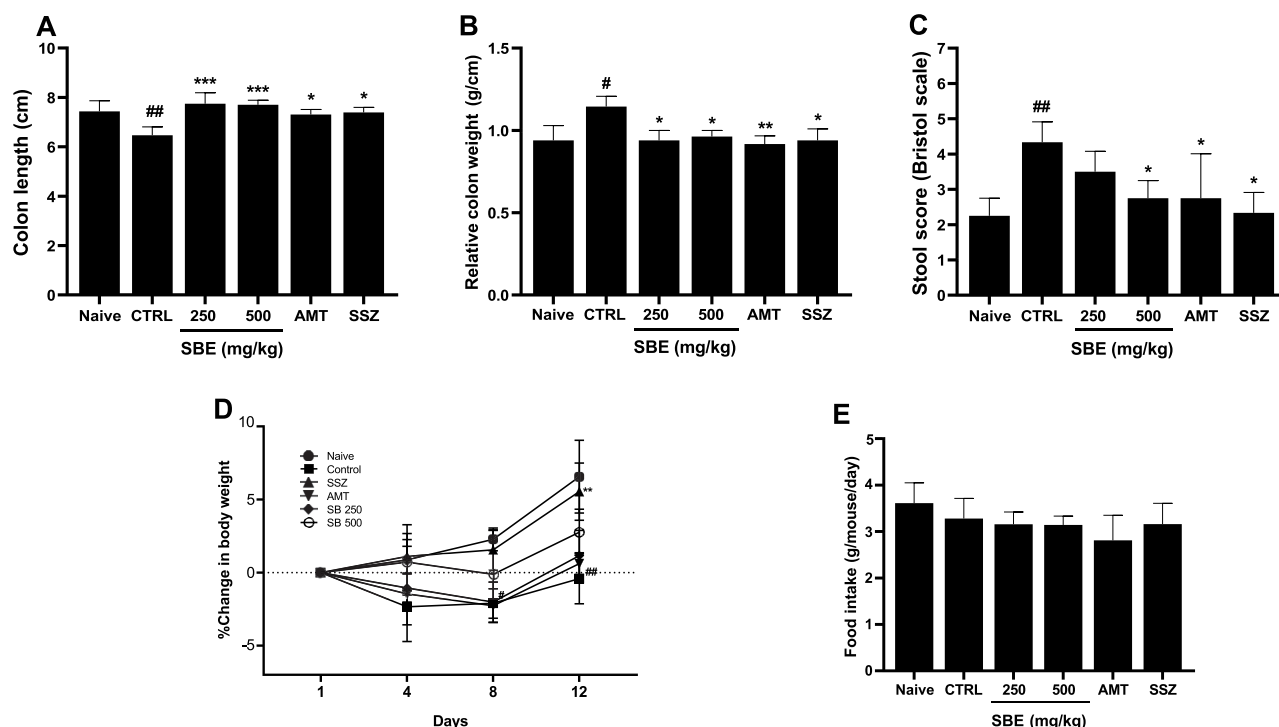 A
Colon length (cm)
10
8
6
4
2
0
##
***
***
*
*
Naive CTRL 250 500 AMT SSZ
SBE (mg/kg)
B
Relative colon weight (g/cm)
1.5
1.0
0.5
0.0
#
*
*
**
*
Naive CTRL 250 500 AMT SSZ
SBE (mg/kg)
C
Stool score (Bristol scale)
7
6
5
4
3
2
1
0
##
*
*
*
Naive CTRL 250 500 AMT SSZ
SBE (mg/kg)
D
%Change in body weight
10
5
0
-5
Naive
Control
SSZ
AMT
SB 250
SB 500
**
##
#
1 4 8 12
Days
E
Food intake (g/mouse/day)
5
4
3
2
1
0
Naive CTRL 250 500 AMT SSZ
SBE (mg/kg)